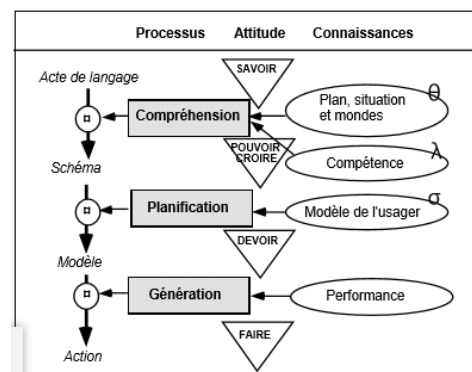 Processus Attitude Connaissances
Acte de langage
SAVOIR
θ
Plan, situation
et mondes
¤
Compréhension
POUVOIR
CROIRE
λ
Compétence
Schéma
σ
¤
Planification
Modèle de l'usager
DEVOIR
Modèle
¤
Génération
Performance
FAIRE
Action